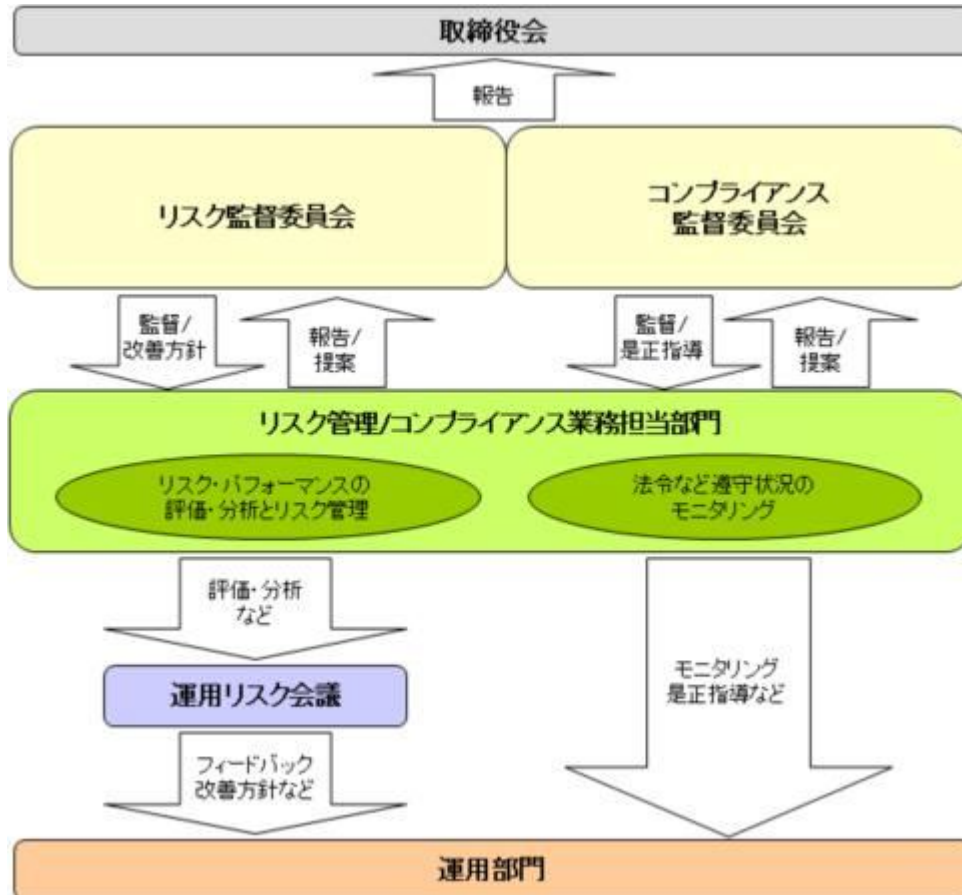 取締役会
報告
リスク監督委員会
コンプライアンス
監督委員会
監督/
改善方針
報告/
提案
監督/
是正指導
報告/
提案
リスク管理/コンプライアンス業務担当部門
リスク・パフォーマンスの
評価・分析とリスク管理
法令など遵守状況の
モニタリング
評価・分析
など
運用リスク会議
モニタリング
是正指導など
フィードバック
改善方針など
運用部門